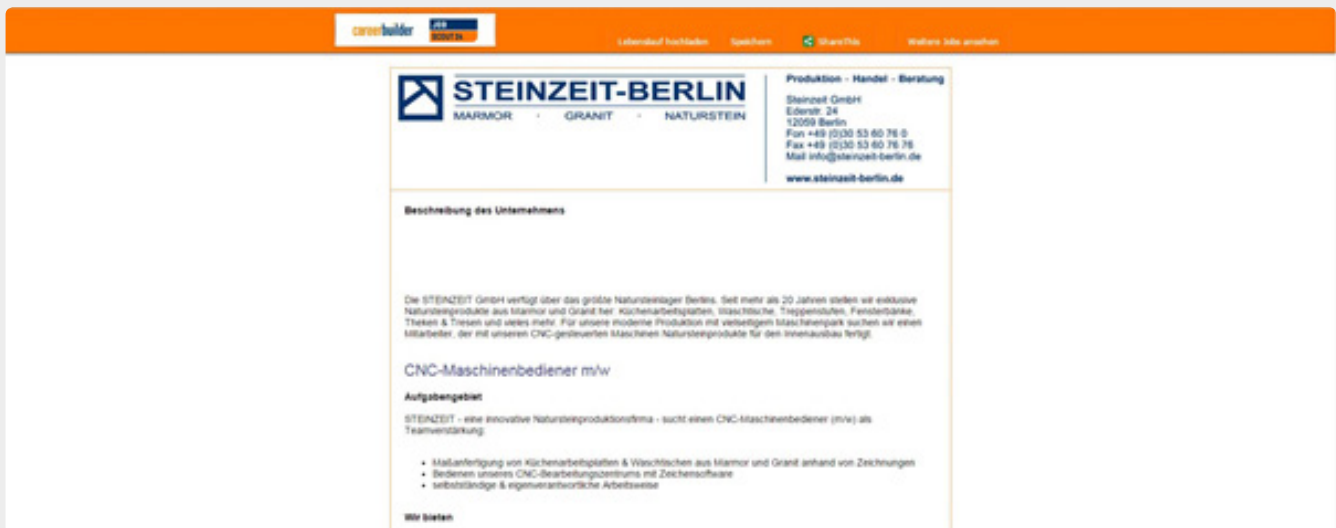 careerbuilder JOB SCOUT24
Lebenslauf hochladen Speichern ShareThis Weitere Jobs ansehen
STEINZEIT-BERLIN
MARMOR · GRANIT · NATURSTEIN
Produktion - Handel - Beratung
Steinzeit GmbH
Ederstr. 24
12059 Berlin
Fon +49 (0)30 53 60 76 0
Fax +49 (0)30 53 60 76 76
Mail info@steinzeit-berlin.de
www.steinzeit-berlin.de
Beschreibung des Unternehmens
Die STEINZEIT GmbH verfügt über das größte Natursteinlager Berlins. Seit mehr als 20 Jahren stellen wir exklusive
Natursteinprodukte aus Marmor und Granit her: Küchenarbeitsplatten, Waschtische, Treppenstufen, Fensterbänke,
Theken & Tresen und vieles mehr. Für unsere moderne Produktion mit vielseitigem Maschinenpark suchen wir einen
Mitarbeiter, der mit unseren CNC-gesteuerten Maschinen Natursteinprodukte für den Innenausbau fertigt.
CNC-Maschinenbediener m/w
Aufgabengebiet
STEINZEIT - eine innovative Natursteinproduktionsfirma - sucht einen CNC-Maschinenbediener (m/w) als
Teamverstärkung:
• Maßanfertigung von Küchenarbeitsplatten & Waschtischen aus Marmor und Granit anhand von Zeichnungen
• Bedienen unseres CNC-Bearbeitungszentrums mit Zeichensoftware
• selbstständige & eigenverantwortliche Arbeitsweise
Wir bieten